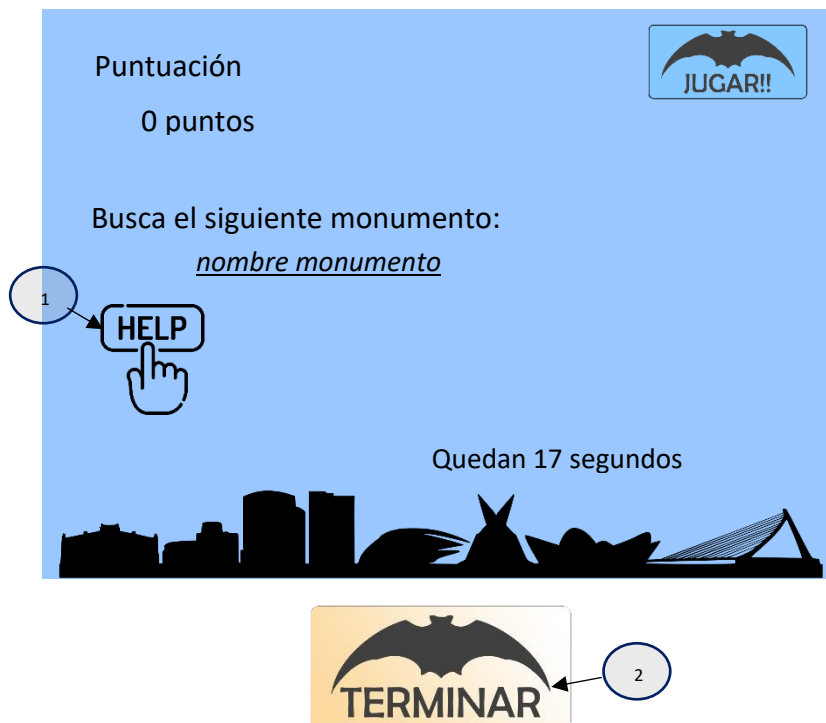 Puntuación
JUGAR!!
0 puntos
Busca el siguiente monumento:
nombre monumento
1
HELP
Quedan 17 segundos
2
TERMINAR